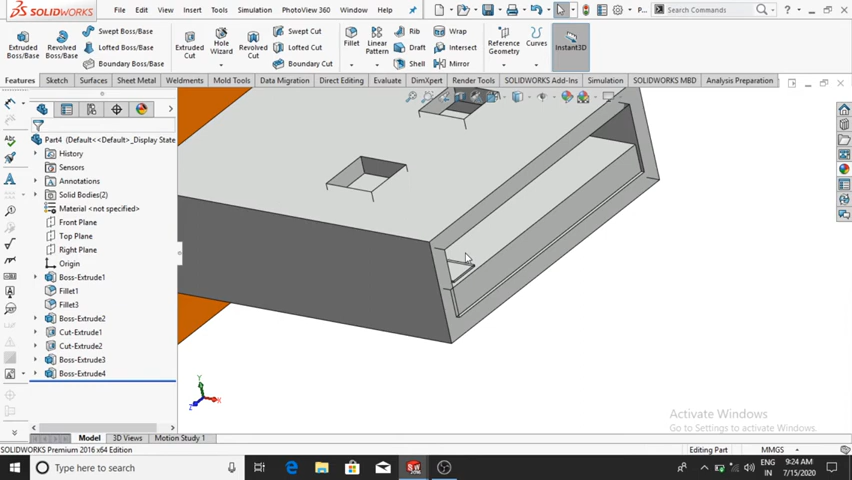 SOLIDWORKS File Edit View Insert Tools Simulation PhotoView 360 Window P... Search Commands
Extruded Boss/Base
Revolved Boss/Base
Swept Boss/Base
Lofted Boss/Base
Boundary Boss/Base
Extruded Cut
Hole Wizard
Revolved Cut
Swept Cut
Lofted Cut
Boundary Cut
Fillet
Linear Pattern
Rib
Draft
Shell
Wrap
Intersect
Mirror
Reference Geometry
Curves
Instant3D
Features Sketch Surfaces Sheet Metal Weldments Mold Tools Data Migration Direct Editing Evaluate DimXpert Render Tools SOLIDWORKS Add-Ins Simulation SOLIDWORKS MBD Analysis Preparation
Part4 (Default<<Default>_Display State
History
Sensors
Annotations
Solid Bodies(2)
Material <not specified>
Front Plane
Top Plane
Right Plane
Origin
Boss-Extrude1
Fillet1
Fillet3
Boss-Extrude2
Cut-Extrude1
Cut-Extrude2
Boss-Extrude3
Boss-Extrude4
Y
X
Z
Activate Windows
Go to Settings to activate Windows.
Model 3D Views Motion Study 1
SOLIDWORKS Premium 2016 x64 Edition Editing Part MMGS
Type here to search
ENG
IN
9:24 AM
7/15/2020